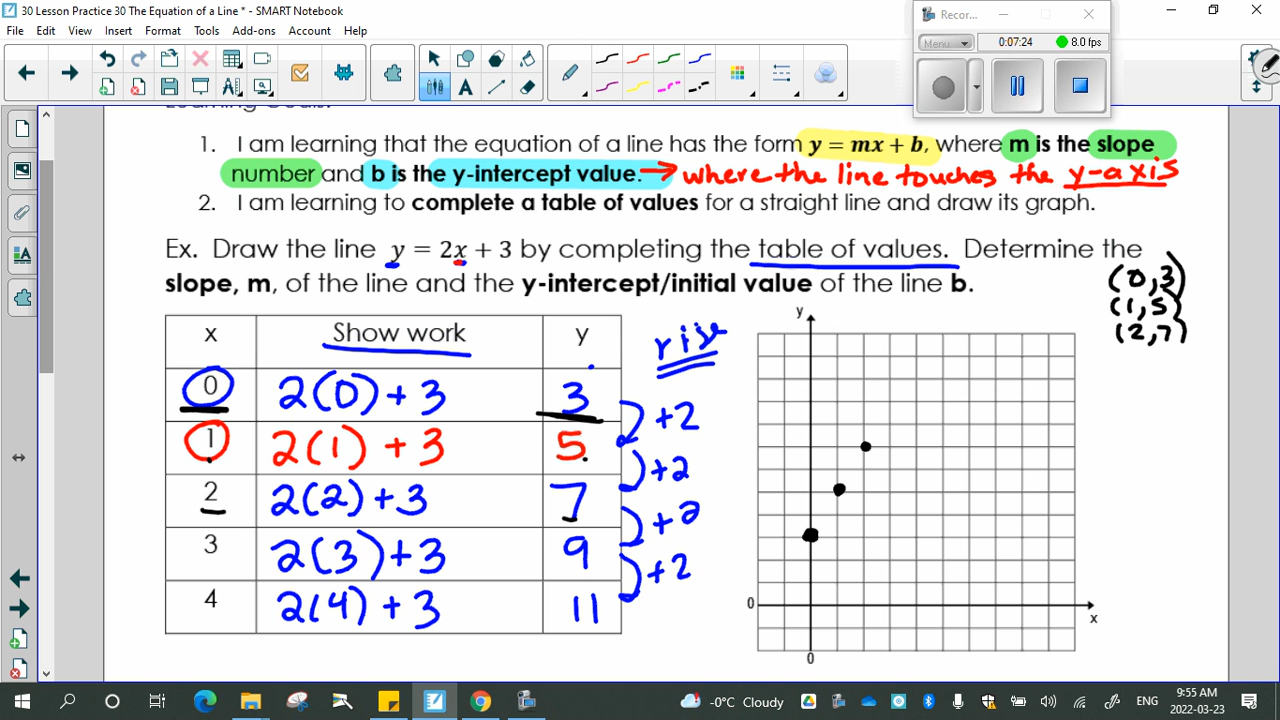 30 Lesson Practice 30 The Equation of a Line * - SMART Notebook
Recor...
File Edit View Insert Format Tools Add-ons Account Help
Menu
00:07:24
8.0 fps
Learning Goals:
1. I am learning that the equation of a line has the form y = mx + b, where m is the slope
number and b is the y-intercept value. → where the line touches the y-axis
2. I am learning to complete a table of values for a straight line and draw its graph.
Ex. Draw the line y = 2x + 3 by completing the table of values. Determine the
slope, m, of the line and the y-intercept/initial value of the line b.
(0,3)
(1,5)
(2,7)
x Show work y
rise
0 2(0) + 3 3
+2
1 2(1) + 3 5
+2
2 2(2) + 3 7
+2
3 2(3) + 3 9
+2
4 2(4) + 3 11
y
0
x
0
-0°C Cloudy
ENG
9:55 AM
2022-03-23